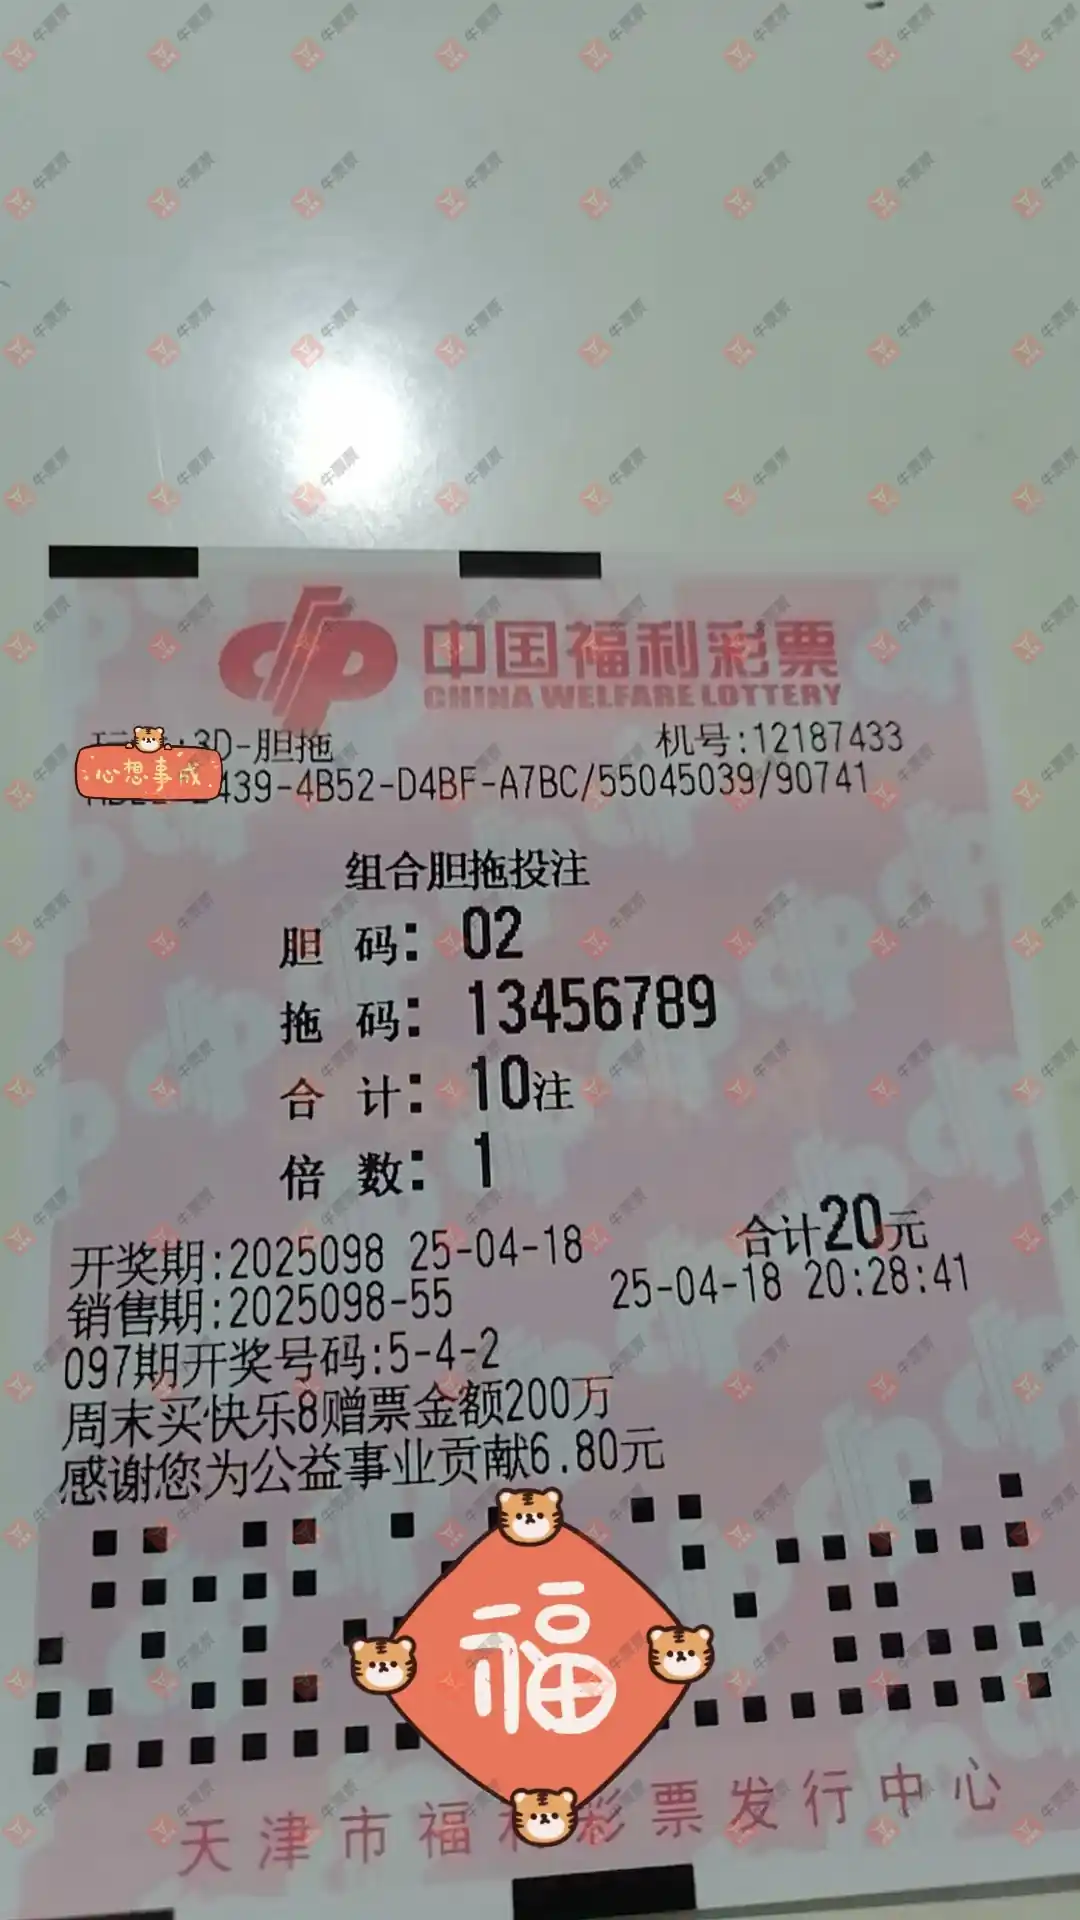 中国福利彩票
CHINA WELFARE LOTTERY
:3D-胆拖 机号:12187433
心想事成
439-4B52-D4BF-A7BC/55045039/90741
组合胆拖投注
胆 码: 02
拖 码: 13456789
合 计: 10注
倍 数: 1
合计20元
开奖期:2025098 25-04-18
销售期:2025098-55 25-04-18 20:28:41
097期开奖号码:5-4-2
周末买快乐8赠票金额200万
感谢您为公益事业贡献6.80元
福
天津市福利彩票发行中心
牛票票